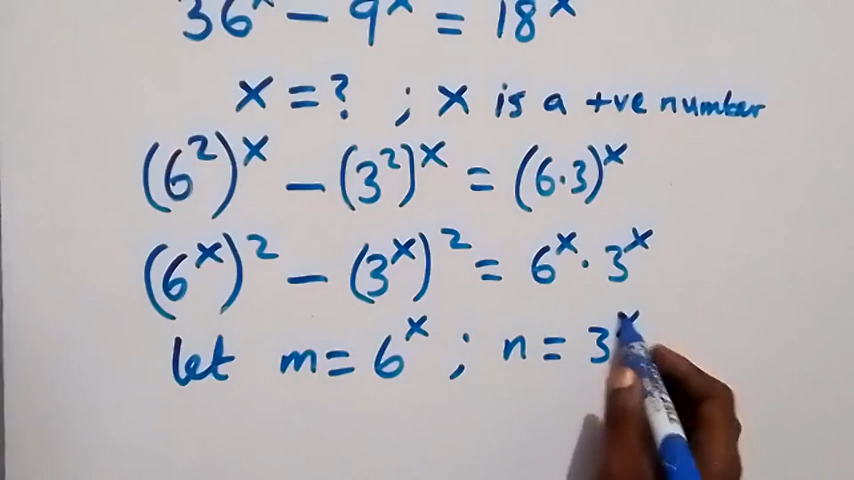 36^x − 9^x = 18^x
x = ? ; x is a +ve number
(6^2)^x − (3^2)^x = (6·3)^x
(6^x)^2 − (3^x)^2 = 6^x · 3^x
let m = 6^x ; n = 3^x